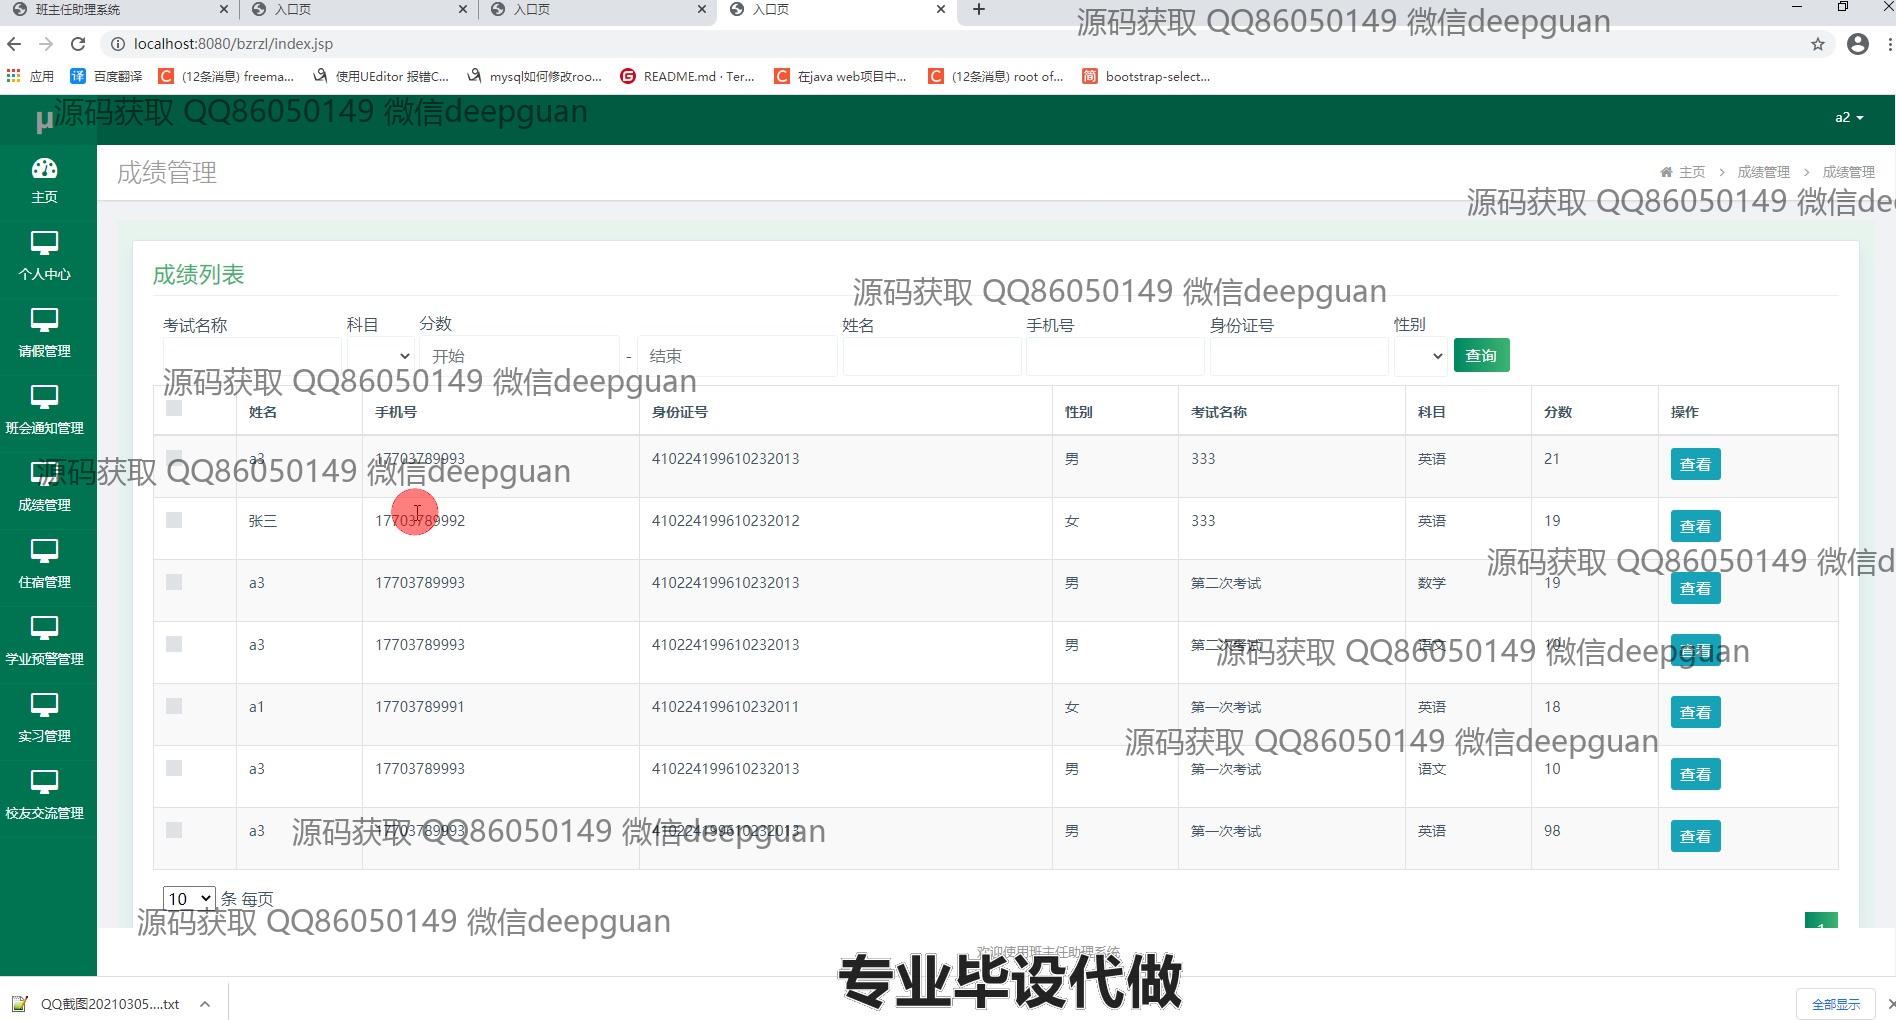 班主任助理系统
入口页
入口页
入口页
源码获取 QQ86050149 微信deepguan
localhost:8080/bzrzl/index.jsp
应用
百度翻译
(12条消息) freema...
使用UEditor 报错C...
mysql如何修改roo...
README.md · Ter...
在java web项目中...
(12条消息) root of...
bootstrap-select...
μ
源码获取 QQ86050149 微信deepguan
a2
主页
个人中心
请假管理
班会通知管理
成绩管理
住宿管理
学业预警管理
实习管理
校友交流管理
成绩管理
主页 > 成绩管理 > 成绩管理
源码获取 QQ86050149 微信dee
成绩列表
源码获取 QQ86050149 微信deepguan
考试名称 科目 分数 姓名 手机号 身份证号 性别
开始 - 结束 查询
源码获取 QQ86050149 微信deepguan
姓名 手机号 身份证号 性别 考试名称 科目 分数 操作
a3 17703789993 410224199610232013 男 333 英语 21 查看
源码获取 QQ86050149 微信deepguan
张三 17703789992 410224199610232012 女 333 英语 19 查看
源码获取 QQ86050149 微信d
a3 17703789993 410224199610232013 男 第二次考试 数学 19 查看
a3 17703789993 410224199610232013 男 第二次考试 语文 查看
源码获取 QQ86050149 微信deepguan
a1 17703789991 410224199610232011 女 第一次考试 英语 18 查看
源码获取 QQ86050149 微信deepguan
a3 17703789993 410224199610232013 男 第一次考试 语文 10 查看
a3 17703789993 410224199610232013 男 第一次考试 英语 98 查看
源码获取 QQ86050149 微信deepguan
10 条 每页
源码获取 QQ86050149 微信deepguan
1
欢迎使用班主任助理系统
专业毕设代做
QQ截图20210305....txt
全部显示